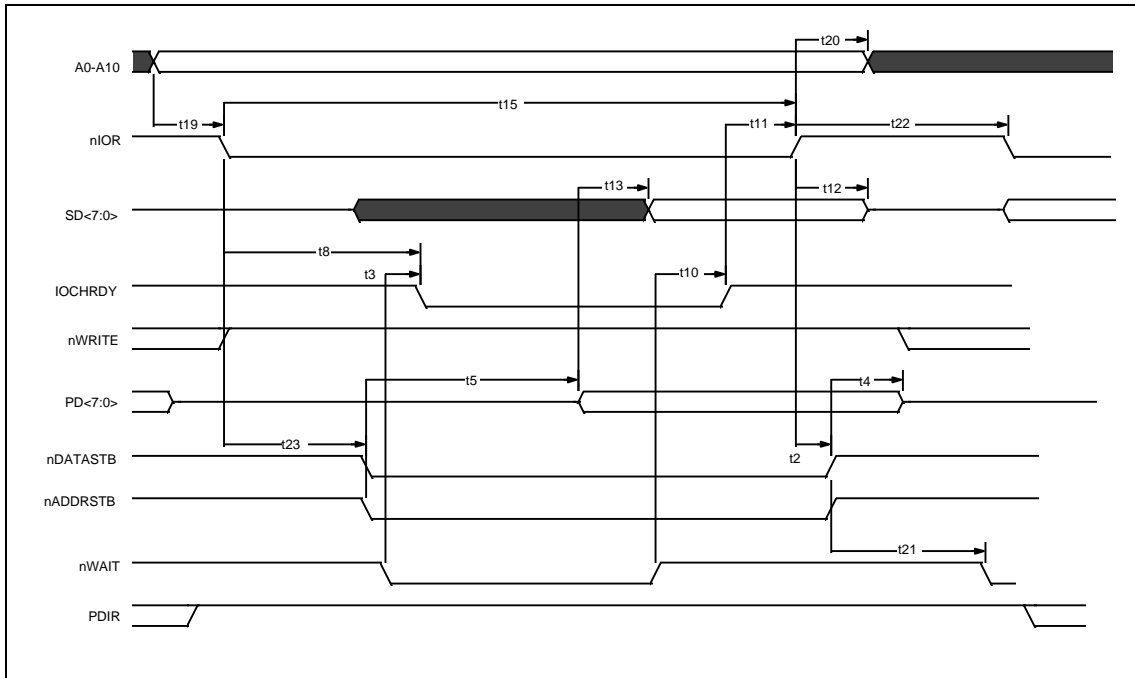 t20
A0-A10
t15
t19
t11
t22
nIOR
t13
t12
SD<7:0>
t8
t3
t10
IOCHRDY
nWRITE
t5
t4
PD<7:0>
t23
t2
nDATASTB
nADDRSTB
t21
nWAIT
PDIR